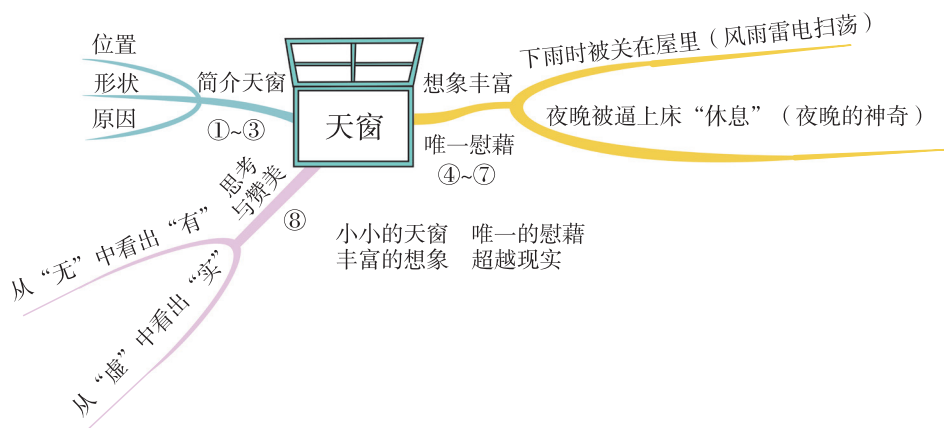 位置
形状
原因
简介天窗
①~③
天窗
想象丰富
唯一慰藉
④~⑦
下雨时被关在屋里（风雨雷电扫荡）
夜晚被逼上床“休息”（夜晚的神奇）
思考
与赞美
⑧
从“无”中看出“有”
从“虚”中看出“实”
小小的天窗　唯一的慰藉
丰富的想象　超越现实